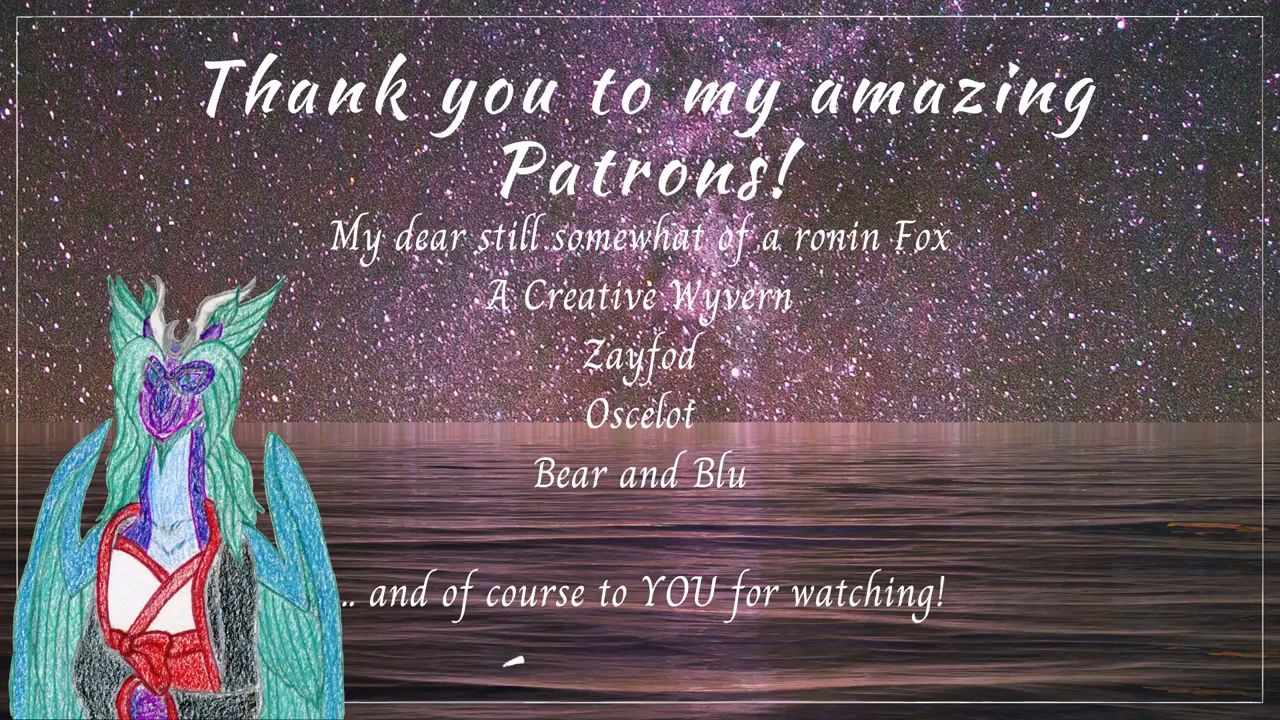 Thank you to my amazing
Patrons!
My dear still somewhat of a ronin Fox
A Creative Wyvern
Zayfod
Oscelot
Bear and Blu
.. and of course to YOU for watching!